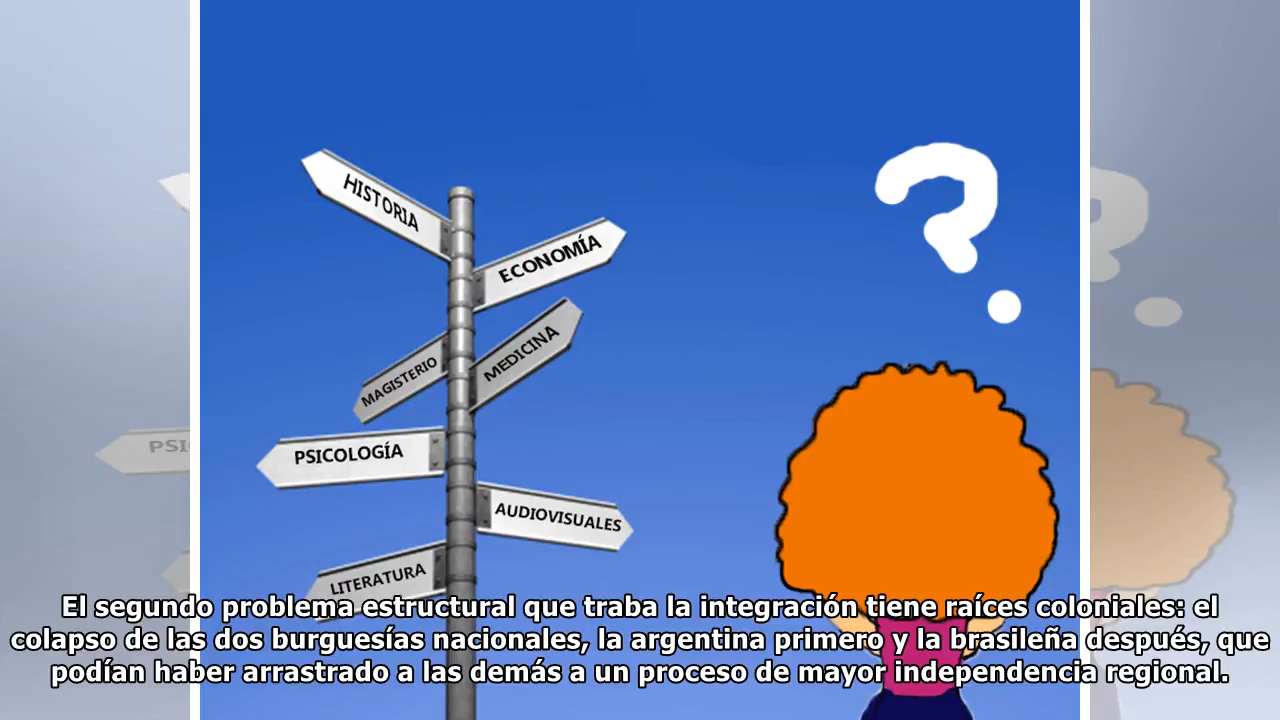 HISTORIA
ECONOMÍA
MEDICINA
MAGISTERIO
PSICOLOGÍA
PSI
AUDIOVISUALES
LITERATURA
El segundo problema estructural que traba la integración tiene raíces coloniales: el
colapso de las dos burguesías nacionales, la argentina primero y la brasileña después, que
podían haber arrastrado a las demás a un proceso de mayor independencia regional.